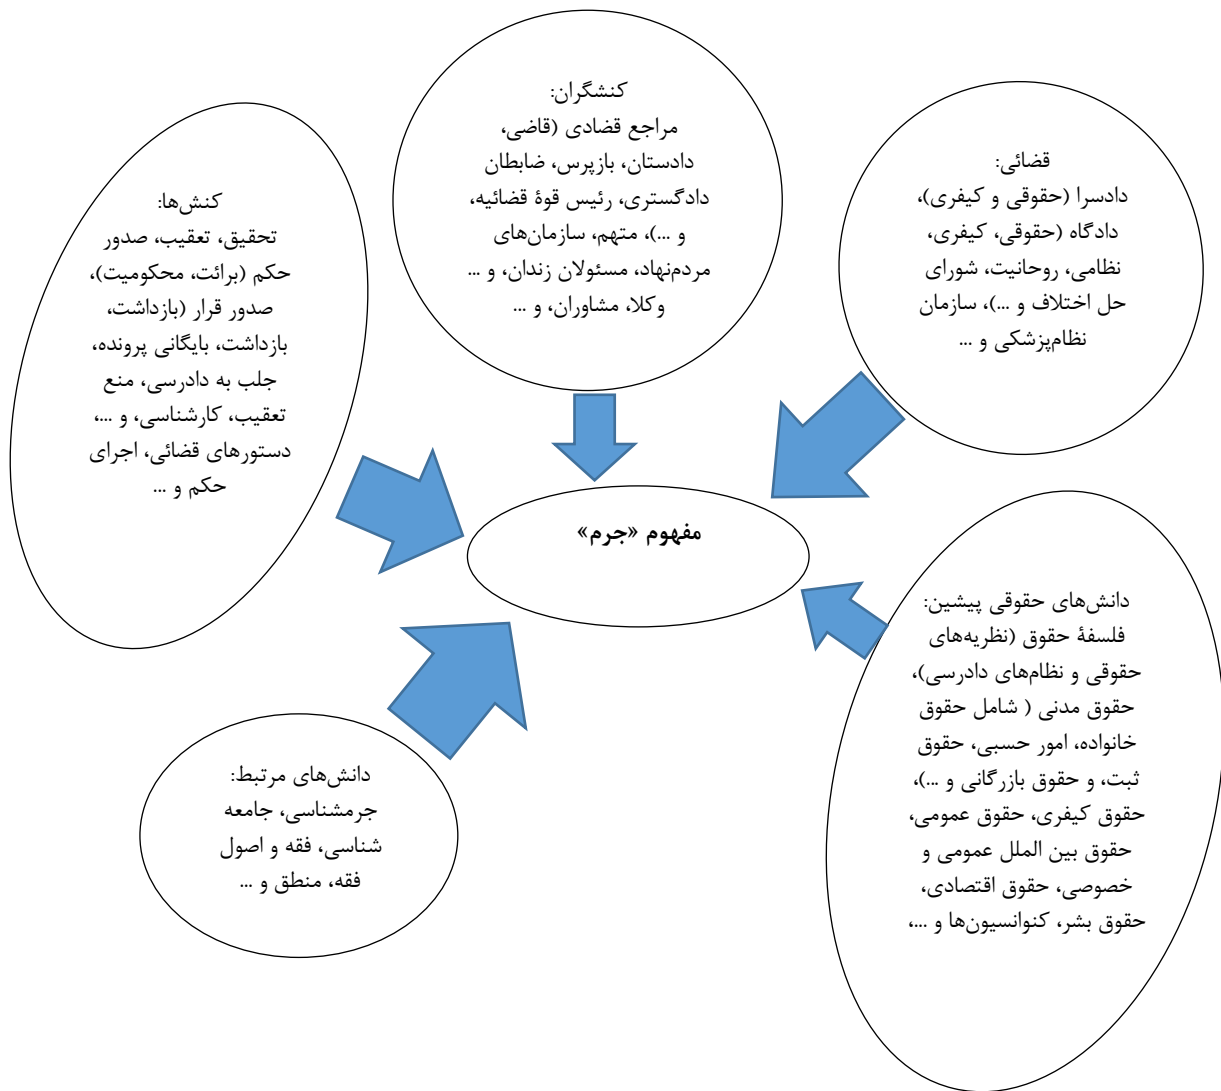 کنشگران:
مراجع قضادی (قاضی،
دادستان، بازپرس، ضابطان
دادگستری، رئیس قوۀ قضائیه،
و ...)، متهم، سازمان‌های
مردم‌نهاد، مسئولان زندان، و ...
وکلا، مشاوران، و ...
قضائی:
دادسرا (حقوقی و کیفری)،
دادگاه (حقوقی، کیفری،
نظامی، روحانیت، شورای
حل اختلاف و ...)، سازمان
نظام‌پزشکی و ...
کنش‌ها:
تحقیق، تعقیب، صدور
حکم (برائت، محکومیت)،
صدور قرار (بازداشت،
بازداشت، بایگانی پرونده،
جلب به دادرسی، منع
تعقیب، کارشناسی، و ...،
دستورهای قضائی، اجرای
حکم و ...
مفهوم «جرم»
دانش‌های حقوقی پیشین:
فلسفۀ حقوق (نظریه‌های
حقوقی و نظام‌های دادرسی)،
حقوق مدنی ( شامل حقوق
خانواده، امور حسبی، حقوق
ثبت، و حقوق بازرگانی و ...)،
حقوق کیفری، حقوق عمومی،
حقوق بین الملل عمومی و
خصوصی، حقوق اقتصادی،
حقوق بشر، کنوانسیون‌ها و ...،
دانش‌های مرتبط:
جرمشناسی، جامعه
شناسی، فقه و اصول
فقه، منطق و ...